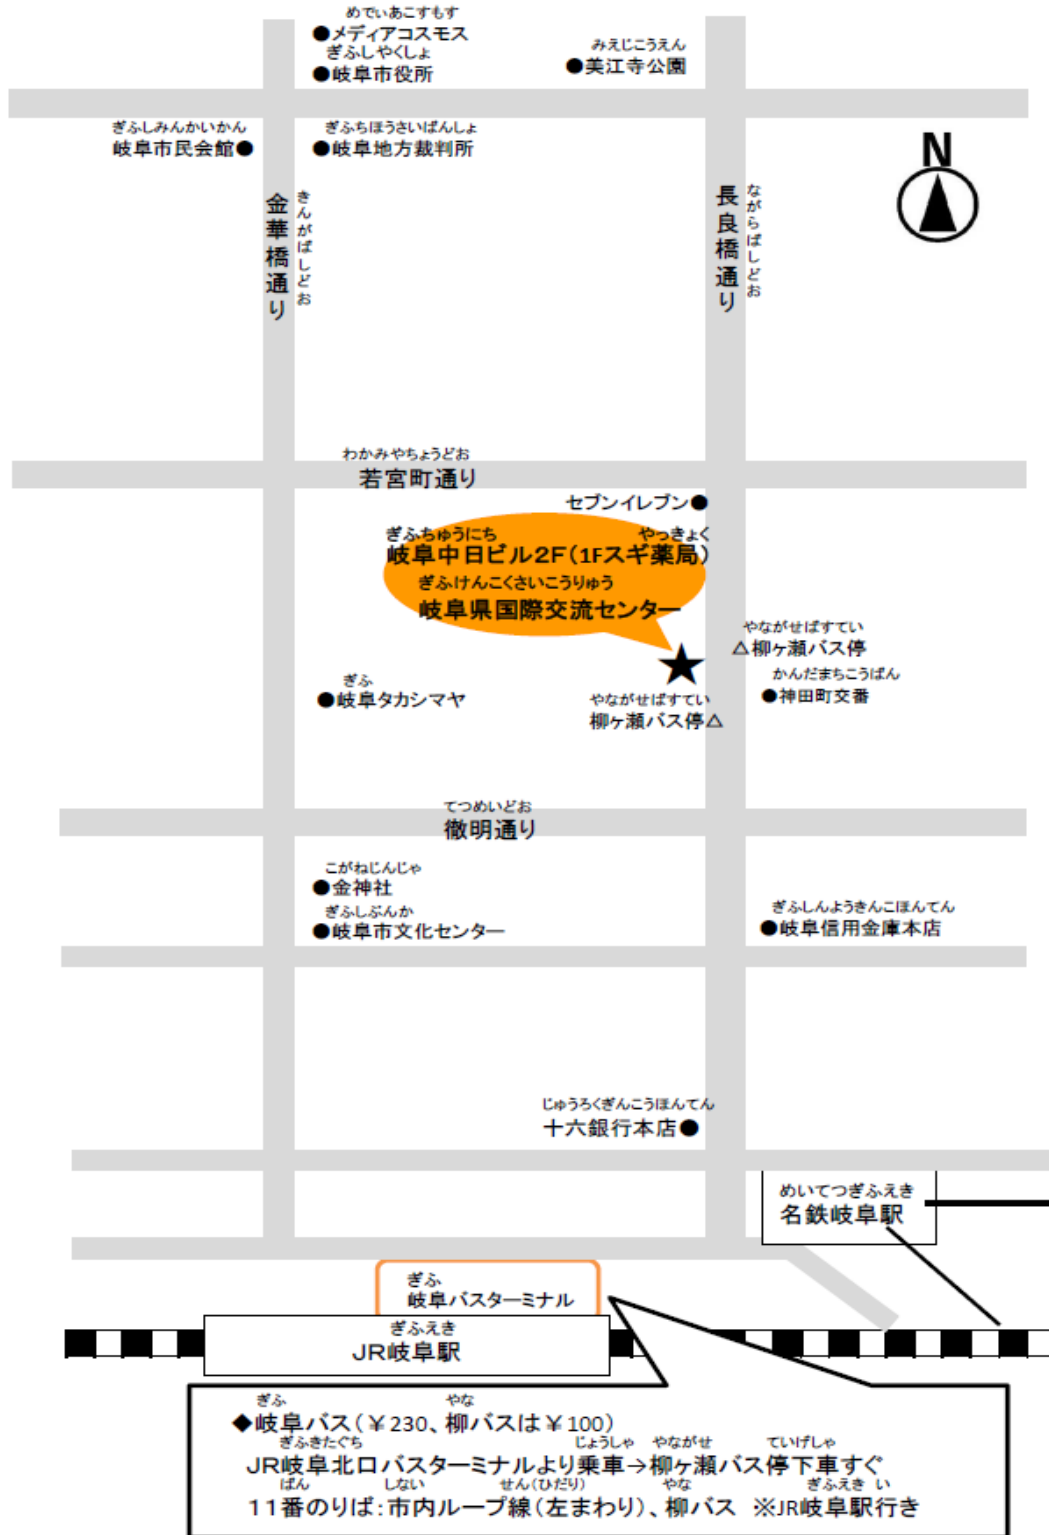 めでぃあこすもす
●メディアコスモス
ぎふしやくしょ
●岐阜市役所
みえじこうえん
●美江寺公園
ぎふしみんかいかん
岐阜市民会館●
ぎふちほうさいばんしょ
●岐阜地方裁判所
N
金華橋通り
きんがばしどお
長良橋通り
ながらばしどお
わかみやちょうどお
若宮町通り
セブンイレブン●
ぎふちゅうにち やっきょく
岐阜中日ビル2F(1Fスギ薬局)
ぎふけんこくさいこうりゅう
岐阜県国際交流センター
★
やながせばすてい
△柳ヶ瀬バス停
かんだまちこうばん
●神田町交番
ぎふ
●岐阜タカシマヤ
やながせばすてい
柳ヶ瀬バス停△
てつめいどお
徹明通り
こがねじんじゃ
●金神社
ぎふしぶんか
●岐阜市文化センター
ぎふしんようきんこほんてん
●岐阜信用金庫本店
じゅうろくぎんこうほんてん
十六銀行本店●
めいてつぎふえき
名鉄岐阜駅
ぎふ
岐阜バスターミナル
ぎふえき
JR岐阜駅
ぎふ やな
◆岐阜バス(￥230、柳バスは￥100)
ぎふきたぐち じょうしゃ やながせ ていげしゃ
JR岐阜北口バスターミナルより乗車→柳ヶ瀬バス停下車すぐ
ばん しない せん(ひだり) やな ぎふえき い
11番のりば:市内ループ線(左まわり)、柳バス ※JR岐阜駅行き